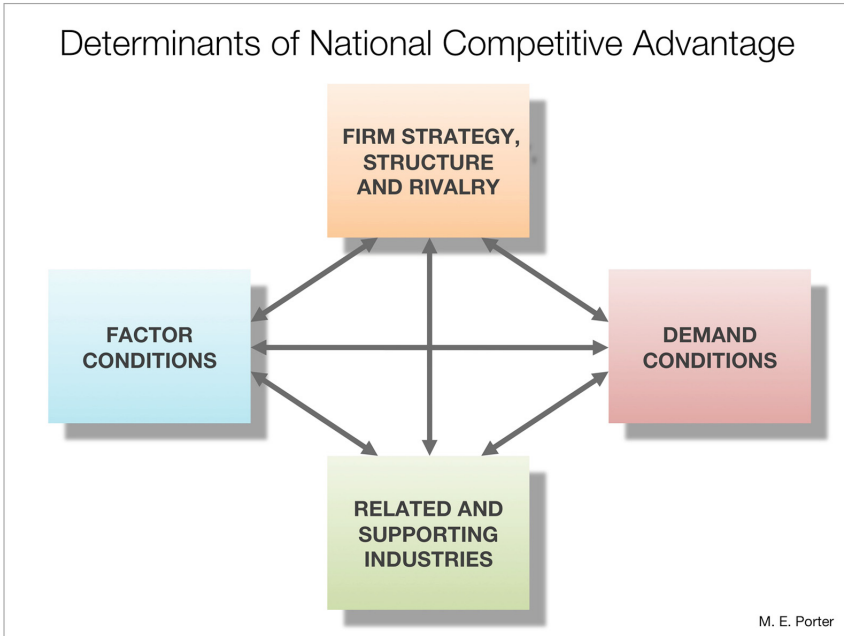 Determinants of National Competitive Advantage
FIRM STRATEGY,
STRUCTURE
AND RIVALRY
FACTOR
CONDITIONS
DEMAND
CONDITIONS
RELATED AND
SUPPORTING
INDUSTRIES
M. E. Porter